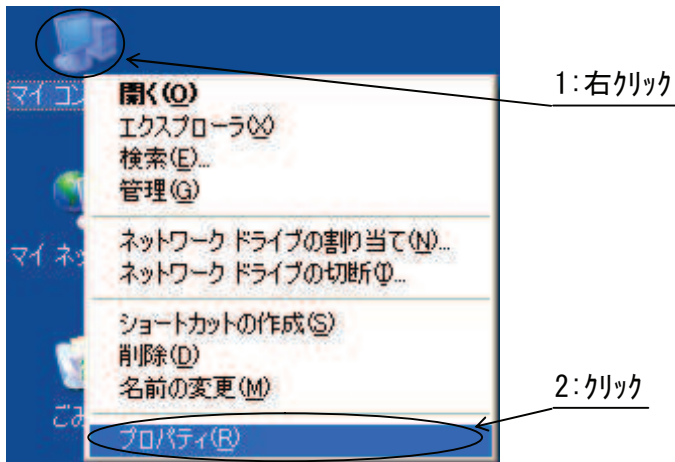 1:右クリック
マイ コン
開く(O)
エクスプローラ(X)
検索(E)...
管理(G)
ネットワーク ドライブの割り当て(N)...
マイ ネッ
ネットワーク ドライブの切断(I)...
ショートカットの作成(S)
削除(D)
名前の変更(M)
2:クリック
ごみ
プロパティ(R)